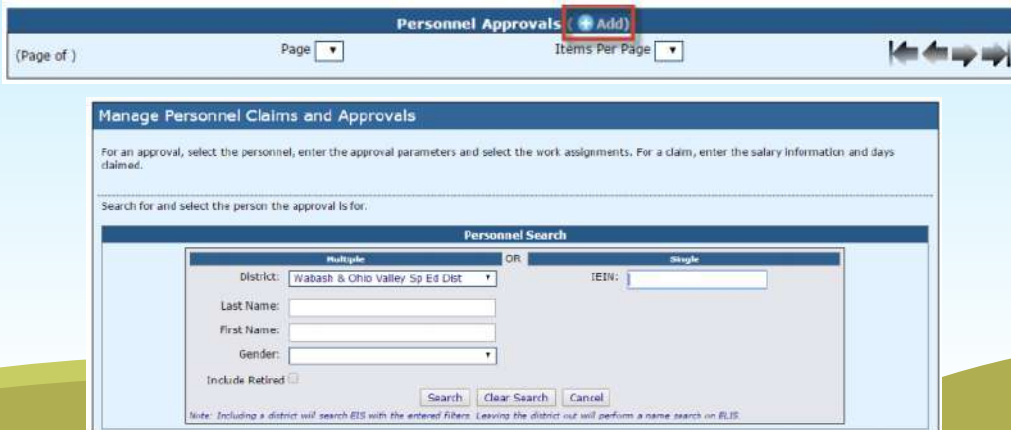 Personnel Approvals ( Add)
(Page of ) Page Items Per Page
Manage Personnel Claims and Approvals
For an approval, select the personnel, enter the approval parameters and select the work assignments. For a claim, enter the salary information and days
claimed.
Search for and select the person the approval is for.
Personnel Search
Multiple OR Single
District: Wabash & Ohio Valley Sp Ed Dist IEIN:
Last Name:
First Name:
Gender:
Include Retired
Search Clear Search Cancel
Note: Including a district will search EIS with the entered filters. Leaving the district out will perform a name search on ELIS.